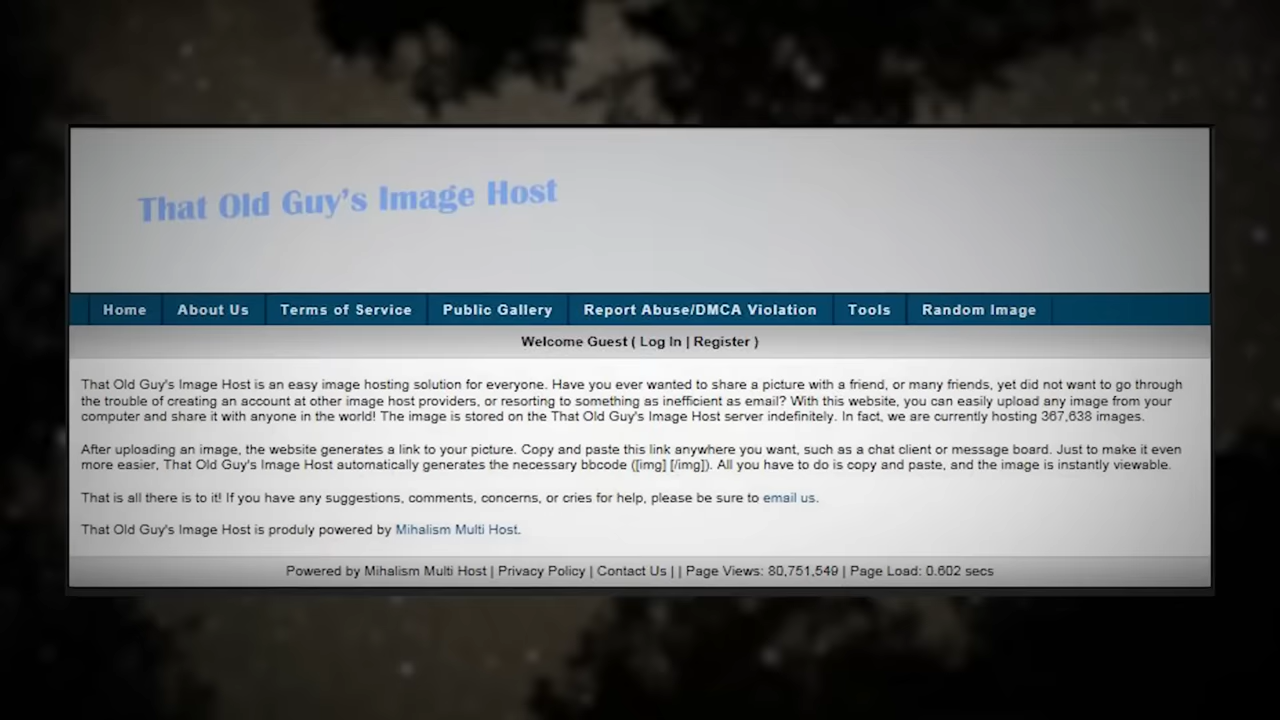 That Old Guy's Image Host
Home About Us Terms of Service Public Gallery Report Abuse/DMCA Violation Tools Random Image
Welcome Guest ( Log In | Register )
That Old Guy's Image Host is an easy image hosting solution for everyone. Have you ever wanted to share a picture with a friend, or many friends, yet did not want to go through
the trouble of creating an account at other image host providers, or resorting to something as inefficient as email? With this website, you can easily upload any image from your
computer and share it with anyone in the world! The image is stored on the That Old Guy's Image Host server indefinitely. In fact, we are currently hosting 367,638 images.
After uploading an image, the website generates a link to your picture. Copy and paste this link anywhere you want, such as a chat client or message board. Just to make it even
more easier, That Old Guy's Image Host automatically generates the necessary bbcode ([img] [/img]). All you have to do is copy and paste, and the image is instantly viewable.
That is all there is to it! If you have any suggestions, comments, concerns, or cries for help, please be sure to email us.
That Old Guy's Image Host is produly powered by Mihalism Multi Host.
Powered by Mihalism Multi Host | Privacy Policy | Contact Us | | Page Views: 80,751,549 | Page Load: 0.602 secs